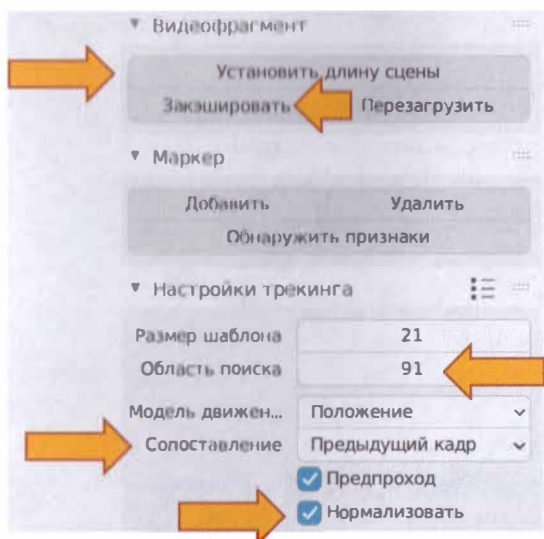 Видеофрагмент
Установить длину сцены
Закэшировать Перезагрузить
Маркер
Добавить Удалить
Обнаружить признаки
Настройки трекинга
Размер шаблона 21
Область поиска 91
Модель движен... Положение
Сопоставление Предыдущий кадр
Предпроход
Нормализовать